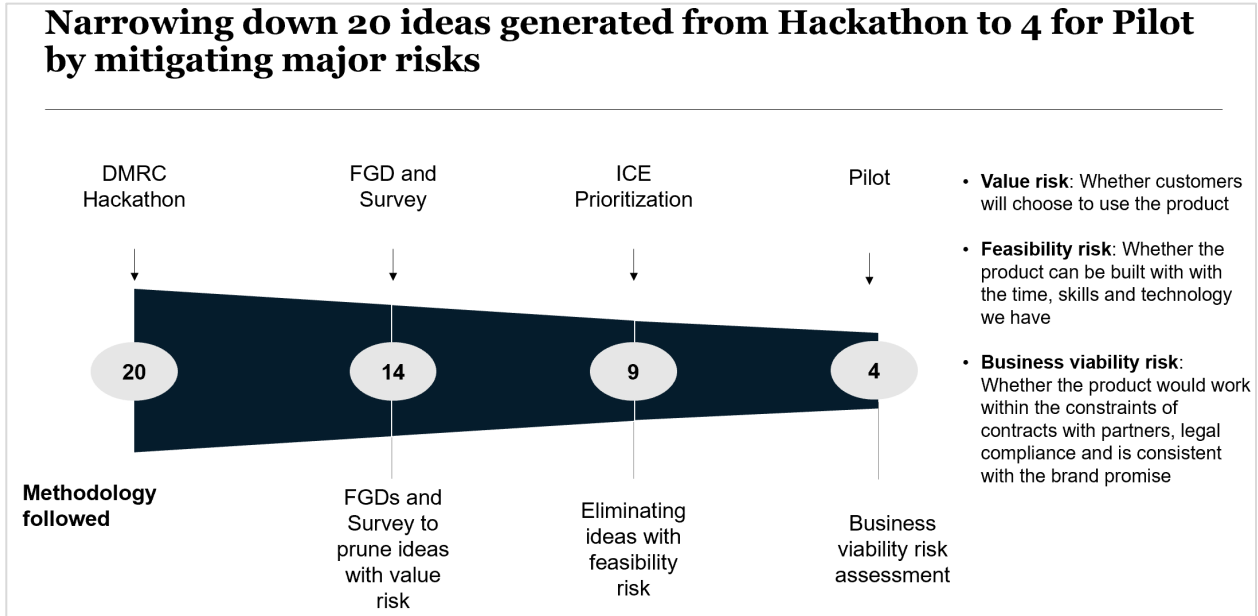 Narrowing down 20 ideas generated from Hackathon to 4 for Pilot
by mitigating major risks
DMRC
Hackathon
FGD and
Survey
ICE
Prioritization
Pilot
20
14
9
4
Methodology
followed
FGDs and
Survey to
prune ideas
with value
risk
Eliminating
ideas with
feasibility
risk
Business
viability risk
assessment
• Value risk: Whether customers
will choose to use the product
• Feasibility risk: Whether the
product can be built with with
the time, skills and technology
we have
• Business viability risk:
Whether the product would work
within the constraints of
contracts with partners, legal
compliance and is consistent
with the brand promise